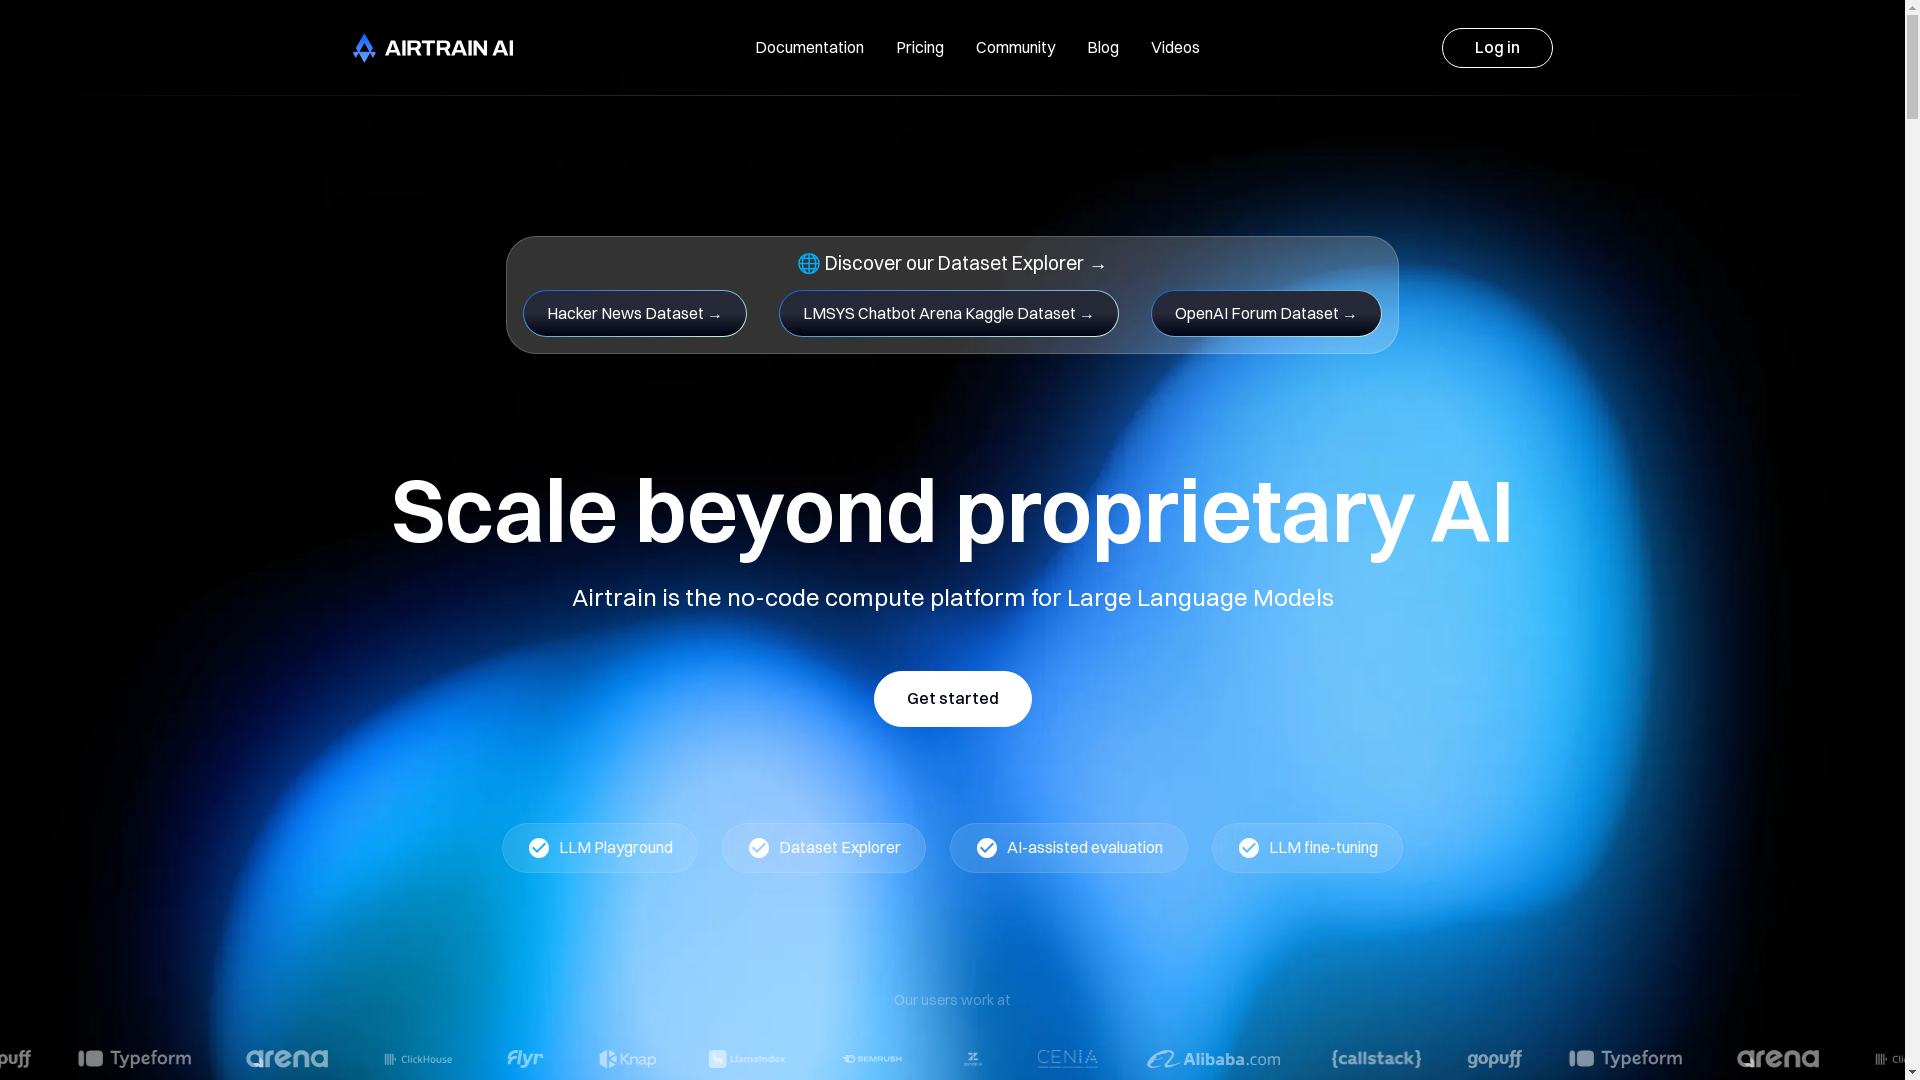 AIRTRAIN AI
Documentation Pricing Community Blog Videos
Log in
🌐 Discover our Dataset Explorer →
Hacker News Dataset → LMSYS Chatbot Arena Kaggle Dataset → OpenAI Forum Dataset →
Scale beyond proprietary AI
Airtrain is the no-code compute platform for Large Language Models
Get started
LLM Playground Dataset Explorer AI-assisted evaluation LLM fine-tuning
Our users work at
puff Typeform arena ClickHouse Flyr Knap LlamaIndex SEMRUSH CENIA Alibaba.com {callstack} gopuff Typeform arena Clic